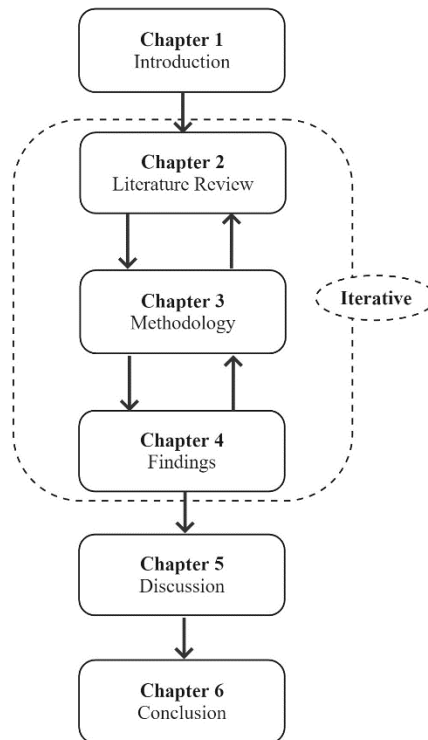 Chapter 1
Introduction
Chapter 2
Literature Review
Chapter 3
Methodology
Iterative
Chapter 4
Findings
Chapter 5
Discussion
Chapter 6
Conclusion